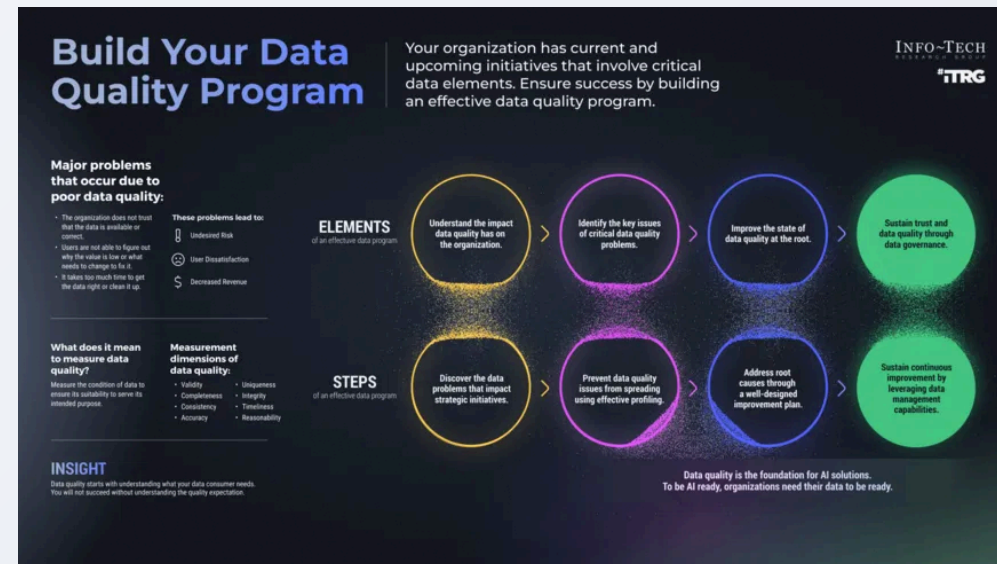 Build Your Data
Quality Program
Your organization has current and
upcoming initiatives that involve critical
data elements. Ensure success by building
an effective data quality program.
INFO~TECH
RESEARCH GROUP
#iTRG
Major problems
that occur due to
poor data quality:
• The organization does not trust
that the data is available or
correct.
• Users are not able to figure out
why the value is low or what
needs to change to fix it.
• It takes too much time to get
the data right or clean it up.
These problems lead to:
Undesired Risk
User Dissatisfaction
Decreased Revenue
What does it mean
to measure data
quality?
Measure the condition of data to
ensure its suitability to serve its
intended purpose.
Measurement
dimensions of
data quality:
• Validity
• Completeness
• Consistency
• Accuracy
• Uniqueness
• Integrity
• Timeliness
• Reasonability
INSIGHT
Data quality starts with understanding what your data consumer needs.
You will not succeed without understanding the quality expectation.
ELEMENTS
of an effective data program
Understand the impact
data quality has on
the organization.
Identify the key issues
of critical data quality
problems.
Improve the state of
data quality at the root.
Sustain trust and
data quality through
data governance.
STEPS
of an effective data program
Discover the data
problems that impact
strategic initiatives.
Prevent data quality
issues from spreading
using effective profiling.
Address root
causes through
a well-designed
improvement plan.
Sustain continuous
improvement by
leveraging data
management
capabilities.
Data quality is the foundation for AI solutions.
To be AI ready, organizations need their data to be ready.